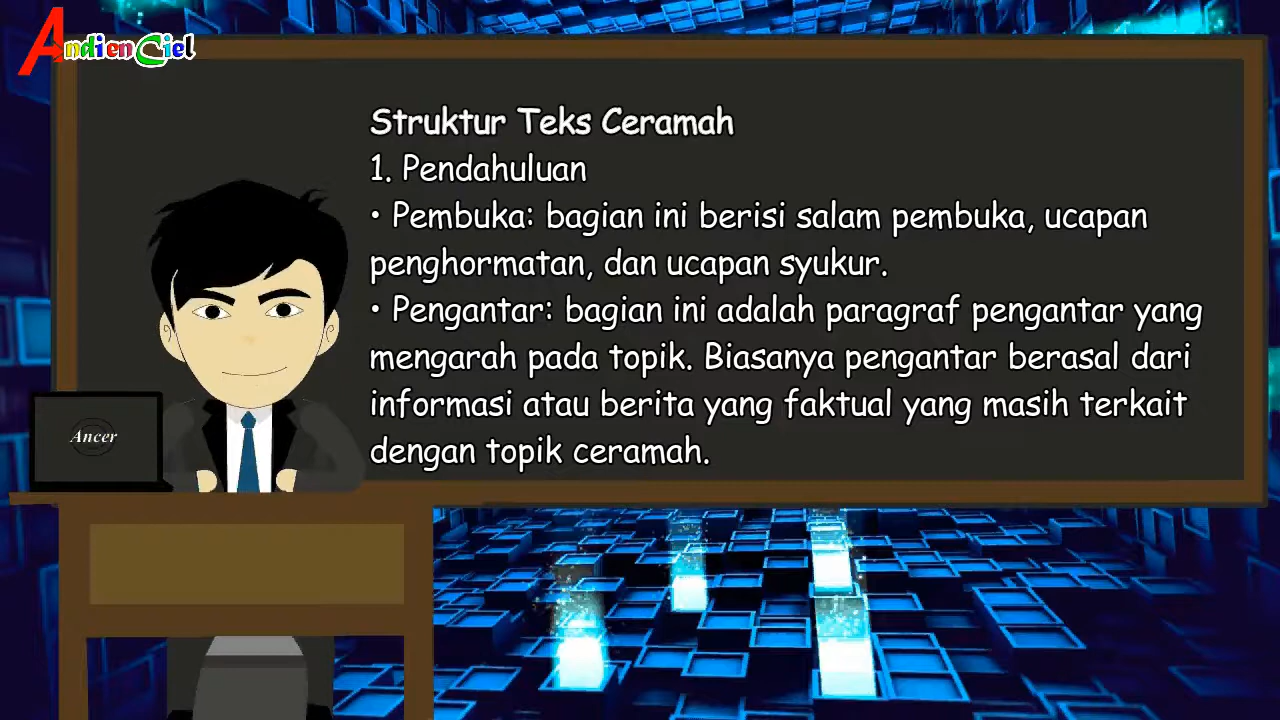 Andien Ciel
Struktur Teks Ceramah
1. Pendahuluan
• Pembuka: bagian ini berisi salam pembuka, ucapan
penghormatan, dan ucapan syukur.
• Pengantar: bagian ini adalah paragraf pengantar yang
mengarah pada topik. Biasanya pengantar berasal dari
informasi atau berita yang faktual yang masih terkait
dengan topik ceramah.
Ancer